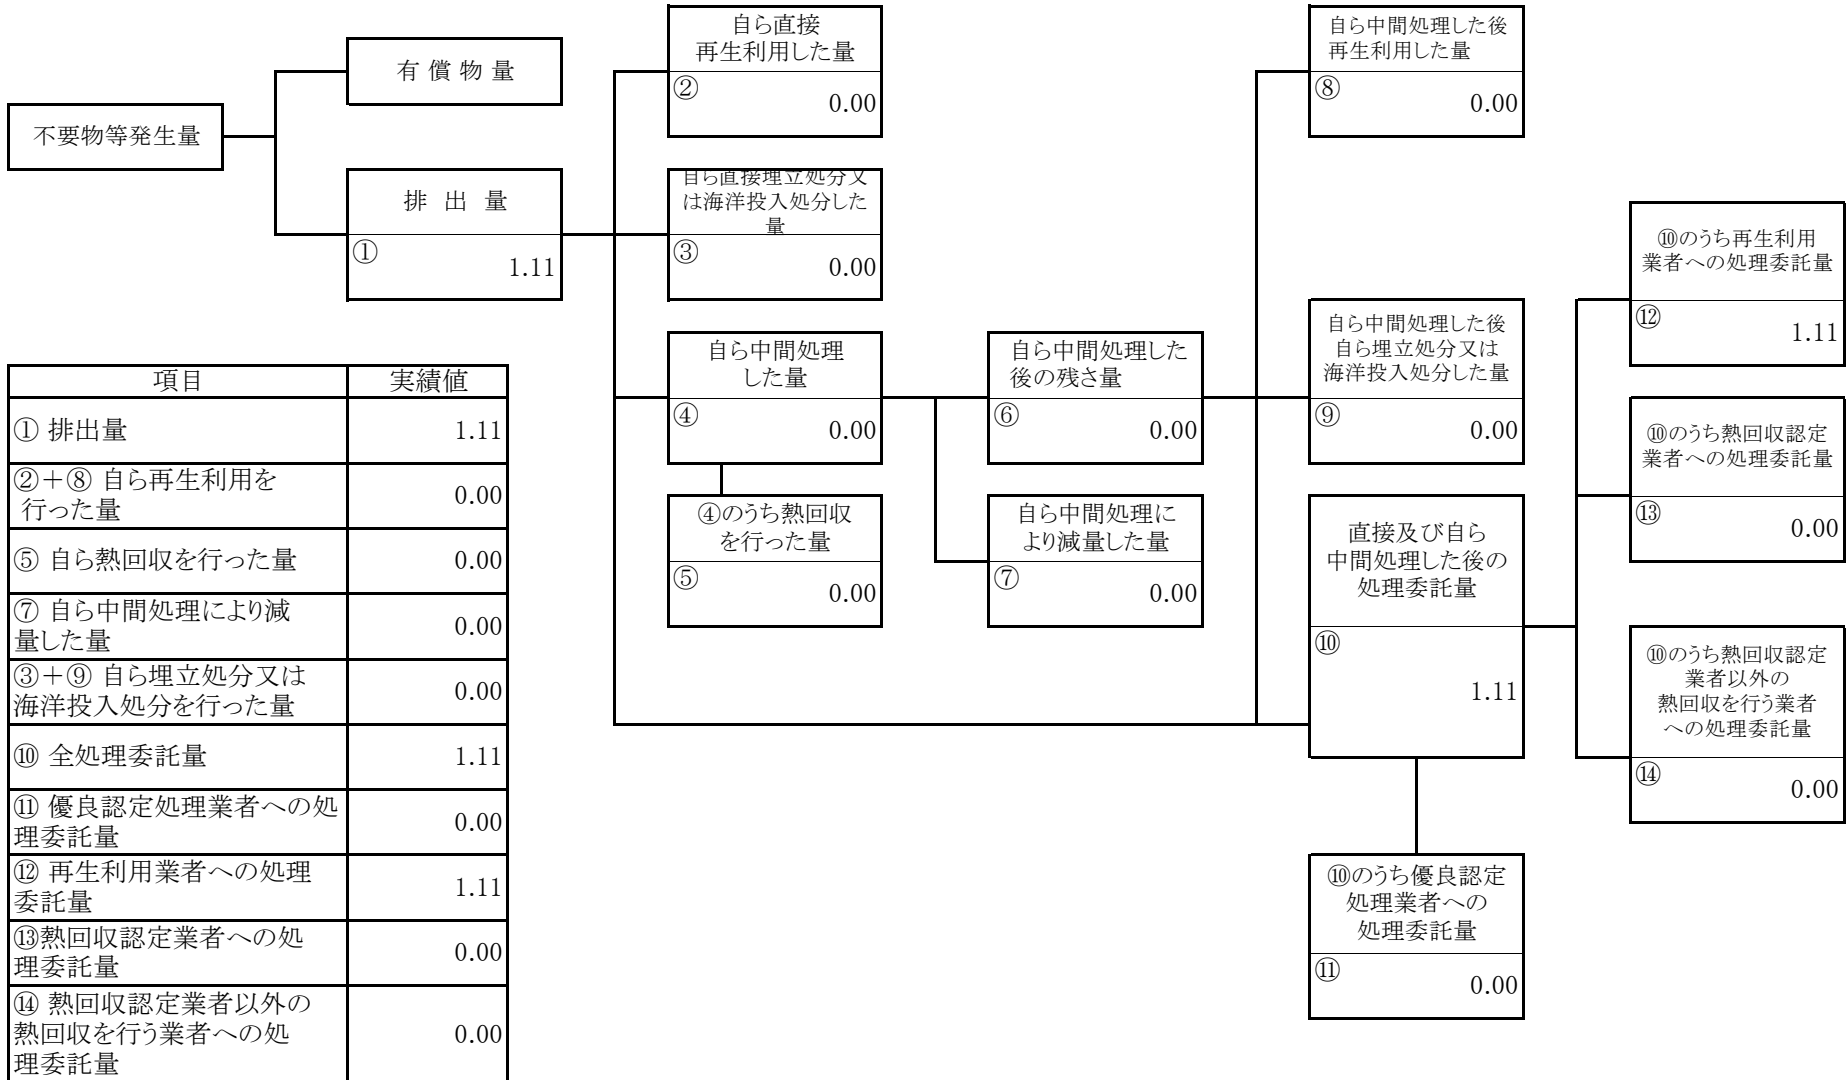 不要物等発生量
有 償 物 量
排 出 量
①
1.11
自ら直接
再生利用した量
②
0.00
自ら直接埋立処分又
は海洋投入処分した
量
③
0.00
自ら中間処理
した量
④
0.00
④のうち熱回収
を行った量
⑤
0.00
自ら中間処理した
後の残さ量
⑥
0.00
自ら中間処理に
より減量した量
⑦
0.00
自ら中間処理した後
再生利用した量
⑧
0.00
自ら中間処理した後
自ら埋立処分又は
海洋投入処分した量
⑨
0.00
直接及び自ら
中間処理した後の
処理委託量
⑩
1.11
⑩のうち優良認定
処理業者への
処理委託量
⑪
0.00
⑩のうち再生利用
業者への処理委託量
⑫
1.11
⑩のうち熱回収認定
業者への処理委託量
⑬
0.00
⑩のうち熱回収認定
業者以外の
熱回収を行う業者
への処理委託量
⑭
0.00
項目 実績値
① 排出量 1.11
②＋⑧ 自ら再生利用を
行った量 0.00
⑤ 自ら熱回収を行った量 0.00
⑦ 自ら中間処理により減
量した量 0.00
③＋⑨ 自ら埋立処分又は
海洋投入処分を行った量 0.00
⑩ 全処理委託量 1.11
⑪ 優良認定処理業者への処
理委託量 0.00
⑫ 再生利用業者への処理
委託量 1.11
⑬熱回収認定業者への処
理委託量 0.00
⑭ 熱回収認定業者以外の
熱回収を行う業者への処
理委託量 0.00